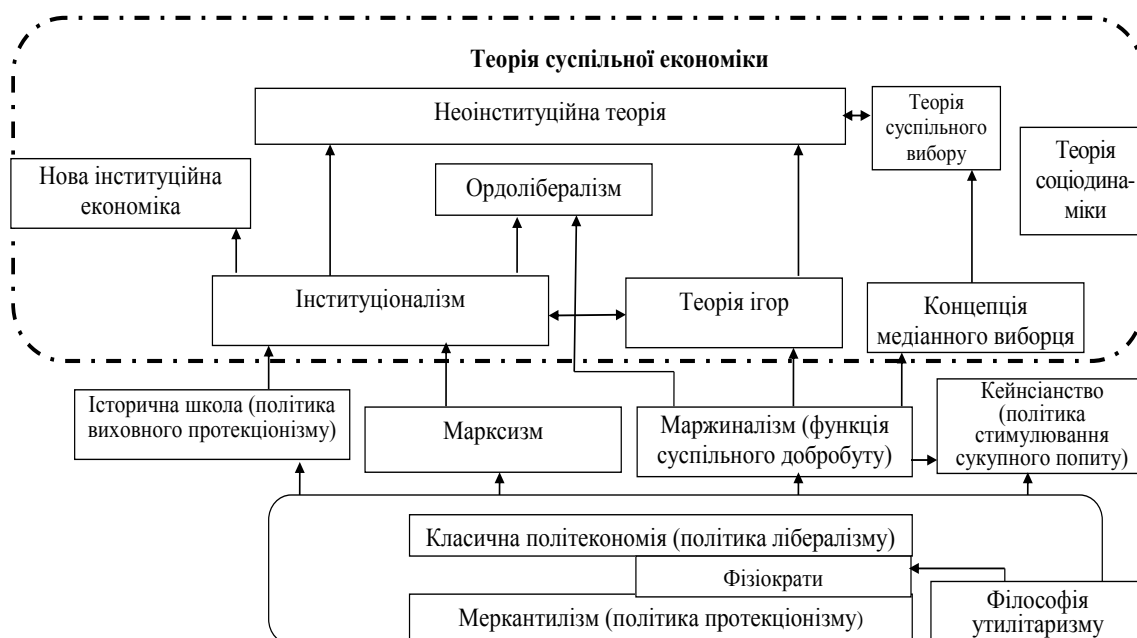 Теорія суспільної економіки
Неоінституційна теорія
Теорія
суспільного
вибору
Теорія
соціодина-
міки
Нова інституційна
економіка
Ордолібералізм
Інституціоналізм
Теорія ігор
Концепція
медіанного виборця
Історична школа (політика
виховного протекціонізму)
Марксизм
Маржиналізм (функція
суспільного добробуту)
Кейнсіанство
(політика
стимулювання
сукупного попиту)
Класична політекономія (політика лібералізму)
Фізіократи
Меркантилізм (політика протекціонізму)
Філософія
утилітаризму